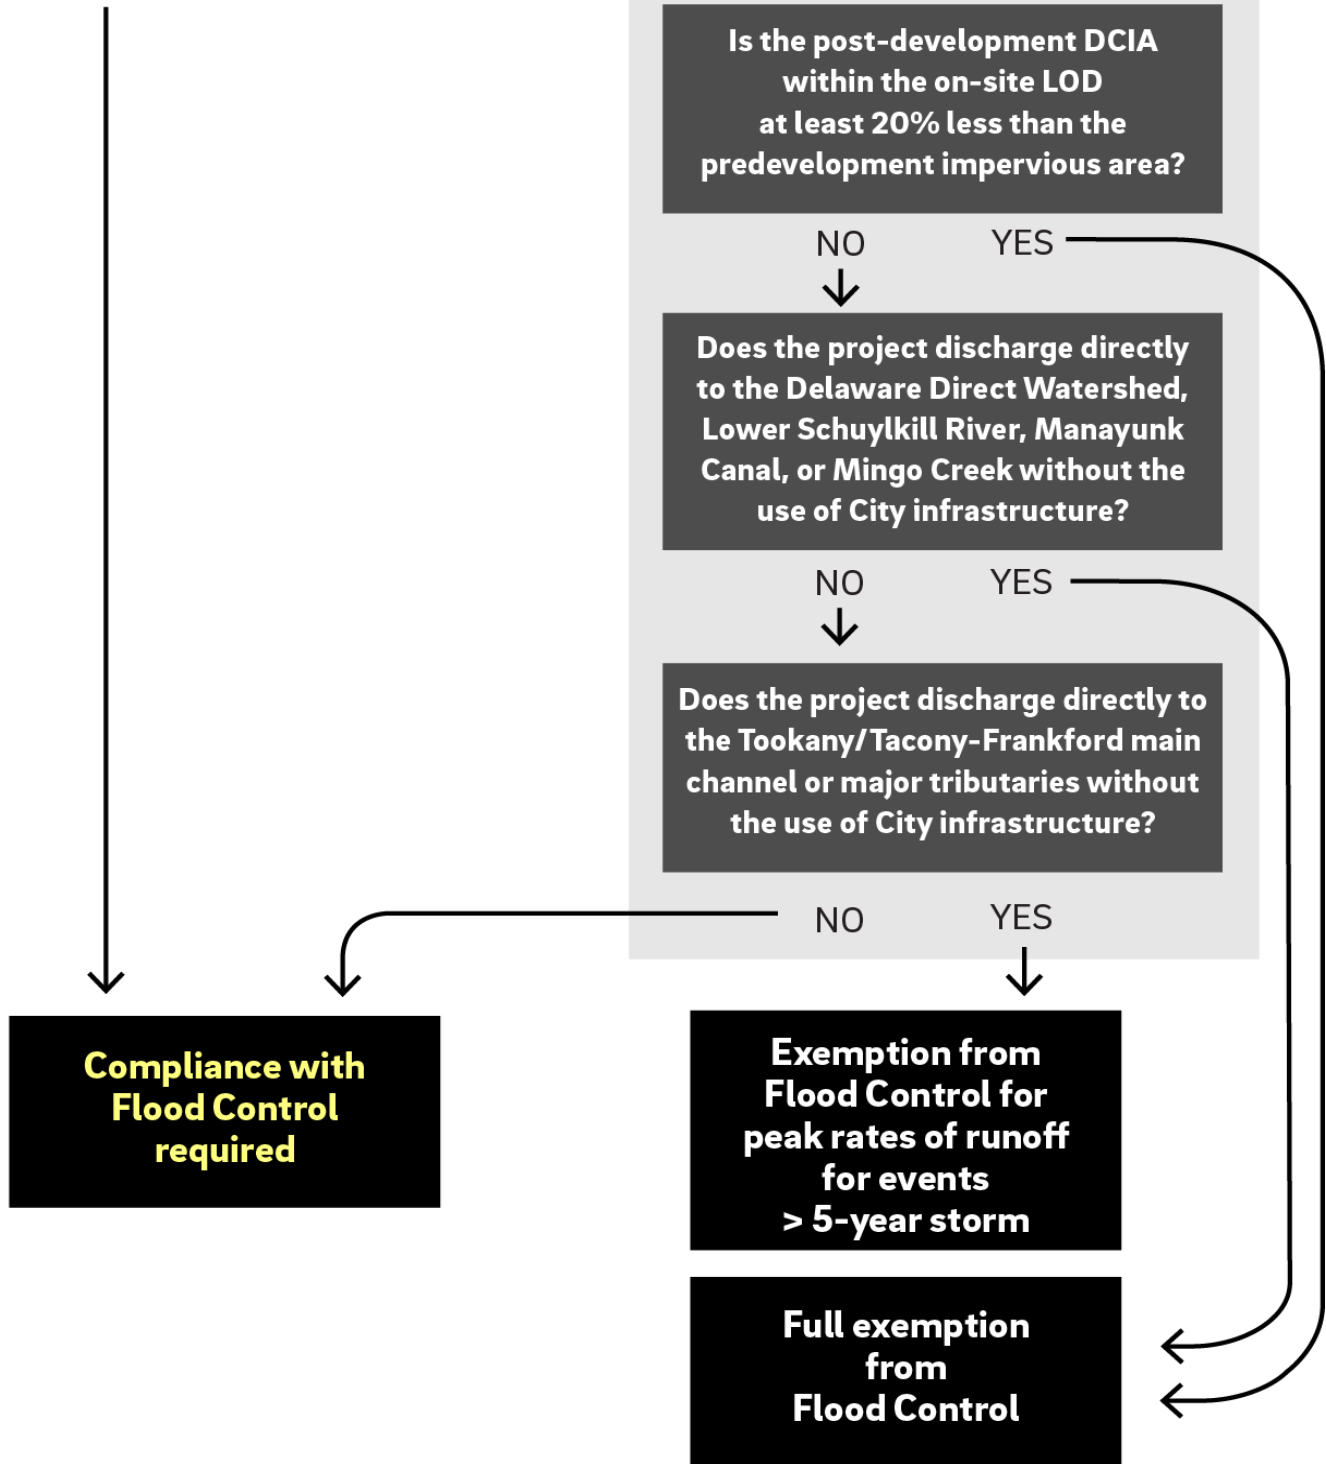 Is the post-development DCIA
within the on-site LOD
at least 20% less than the
predevelopment impervious area?
NO YES
Does the project discharge directly
to the Delaware Direct Watershed,
Lower Schuylkill River, Manayunk
Canal, or Mingo Creek without the
use of City infrastructure?
NO YES
Does the project discharge directly to
the Tookany/Tacony-Frankford main
channel or major tributaries without
the use of City infrastructure?
NO YES
Compliance with
Flood Control
required
Exemption from
Flood Control for
peak rates of runoff
for events
> 5-year storm
Full exemption
from
Flood Control